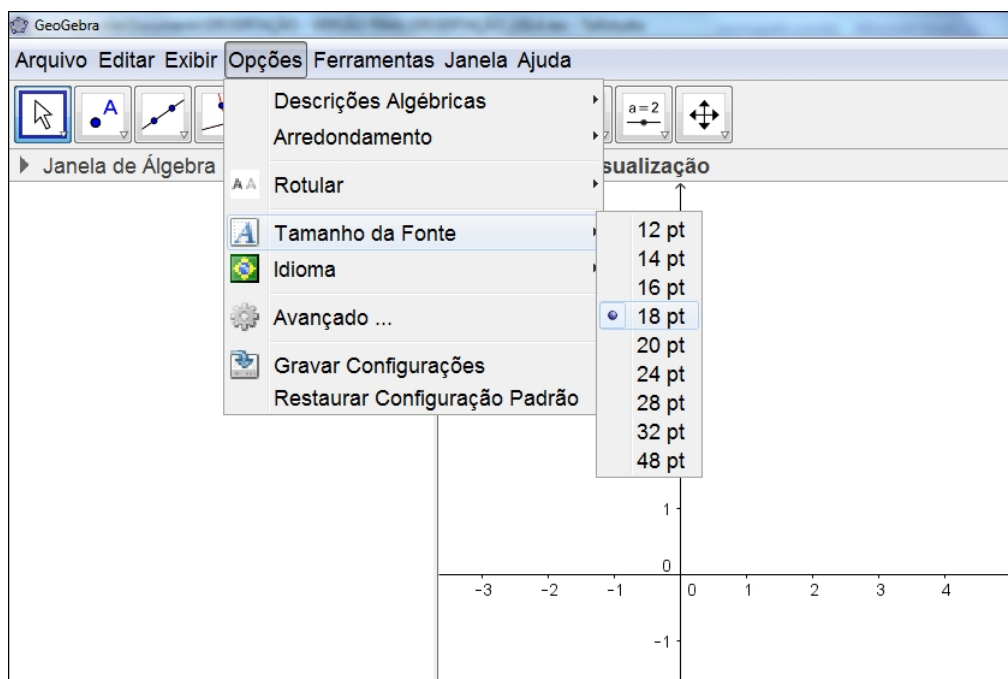 GeoGebra
Arquivo Editar Exibir Opções Ferramentas Janela Ajuda
A
a=2
Janela de Álgebra
sualização
Descrições Algébricas
Arredondamento
AA Rotular
A Tamanho da Fonte
Idioma
Avançado ...
Gravar Configurações
Restaurar Configuração Padrão
12 pt
14 pt
16 pt
18 pt
20 pt
24 pt
28 pt
32 pt
48 pt
1
0
-3 -2 -1 0 1 2 3 4
-1